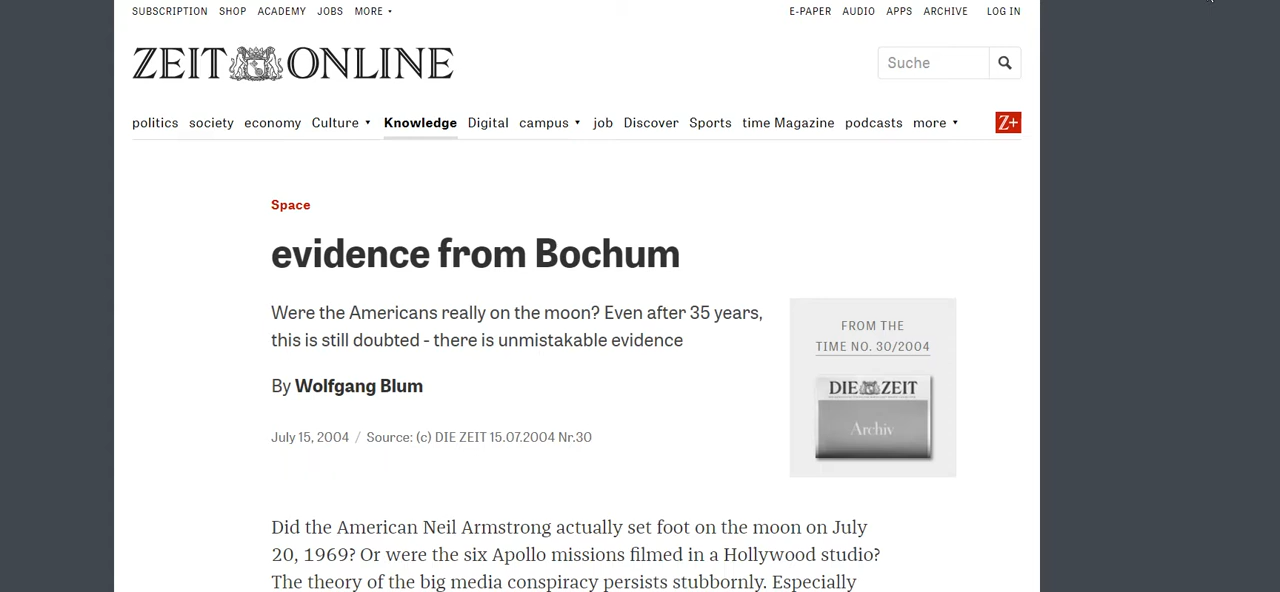 SUBSCRIPTION SHOP ACADEMY JOBS MORE E-PAPER AUDIO APPS ARCHIVE LOG IN
ZEIT ONLINE
Suche
politics society economy Culture Knowledge Digital campus job Discover Sports time Magazine podcasts more Z+
Space
evidence from Bochum
Were the Americans really on the moon? Even after 35 years,
this is still doubted - there is unmistakable evidence
By Wolfgang Blum
July 15, 2004 / Source: (c) DIE ZEIT 15.07.2004 Nr.30
FROM THE
TIME NO. 30/2004
DIE ZEIT
Archiv
Did the American Neil Armstrong actually set foot on the moon on July
20, 1969? Or were the six Apollo missions filmed in a Hollywood studio?
The theory of the big media conspiracy persists stubbornly. Especially